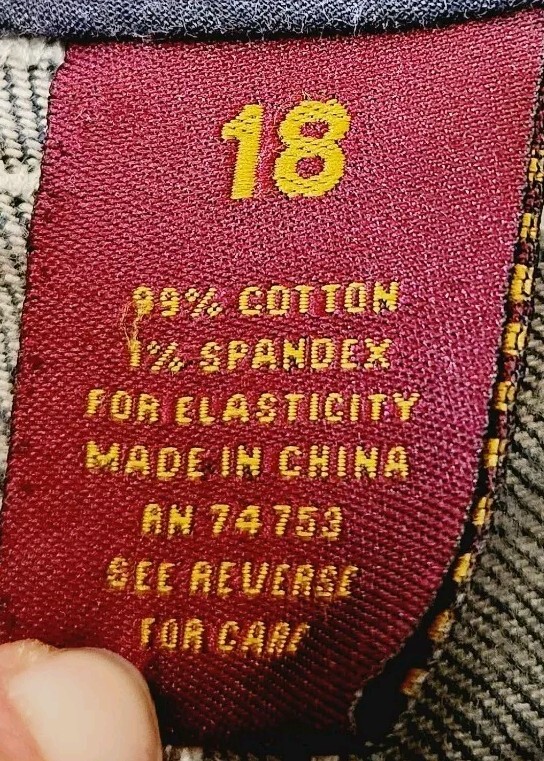 18
99% COTTON
1% SPANDEX
FOR ELASTICITY
MADE IN CHINA
RN 74753
SEE REVERSE
FOR CARE